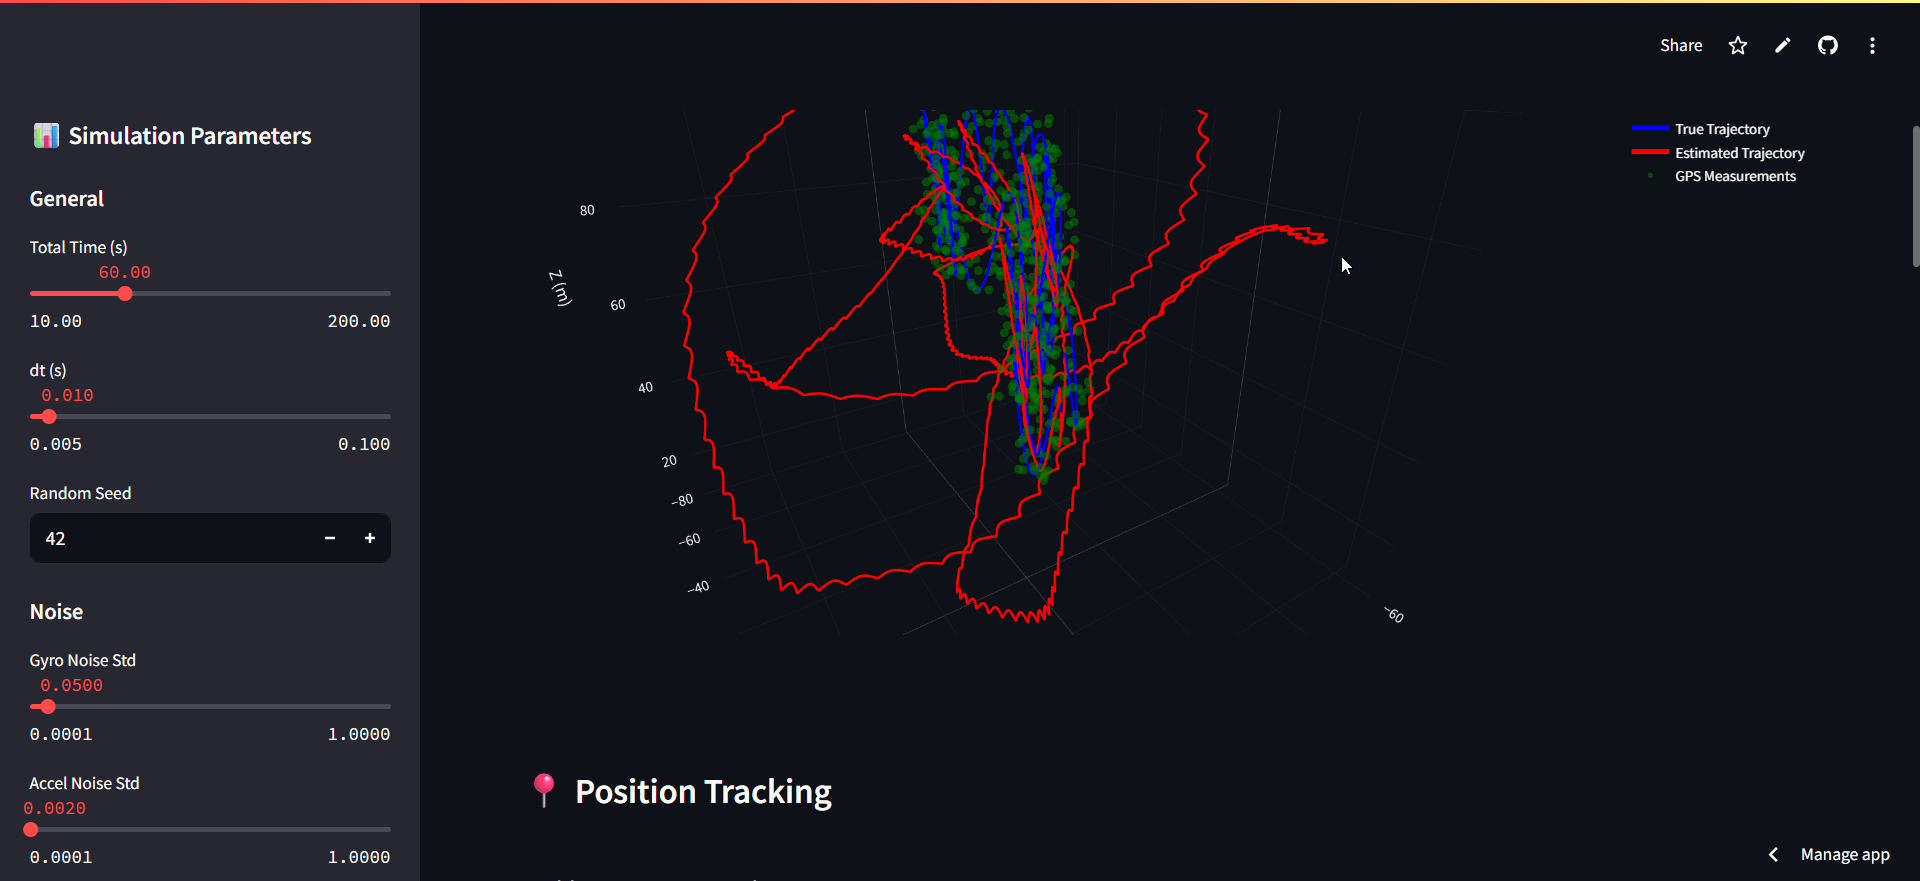 Share
Simulation Parameters
General
Total Time (s)
60.00
10.00 200.00
dt (s)
0.010
0.005 0.100
Random Seed
42
Noise
Gyro Noise Std
0.0500
0.0001 1.0000
Accel Noise Std
0.0020
0.0001 1.0000
True Trajectory
Estimated Trajectory
GPS Measurements
Z (m)
80
60
40
20
−80
−60
−40
−60
Position Tracking
Manage app